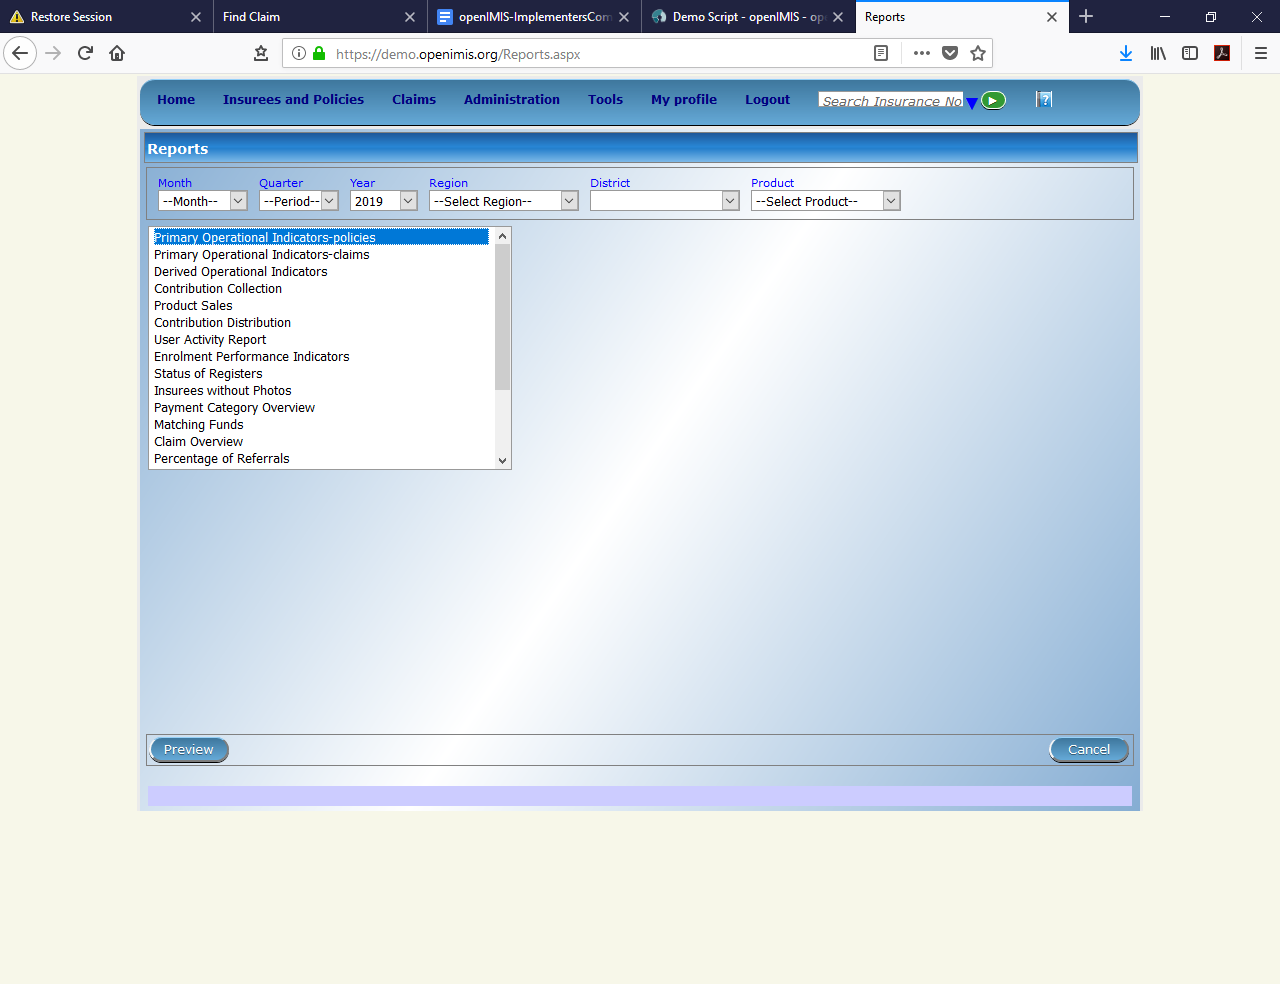 Restore Session
Find Claim
openIMIS-ImplementersCom
Demo Script - openIMIS - op
Reports
https://demo.openimis.org/Reports.aspx
Home Insurees and Policies Claims Administration Tools My profile Logout Search Insurance No
Reports
Month Quarter Year Region District Product
--Month-- --Period-- 2019 --Select Region-- --Select Product--
Primary Operational Indicators-policies
Primary Operational Indicators-claims
Derived Operational Indicators
Contribution Collection
Product Sales
Contribution Distribution
User Activity Report
Enrolment Performance Indicators
Status of Registers
Insurees without Photos
Payment Category Overview
Matching Funds
Claim Overview
Percentage of Referrals
Preview Cancel